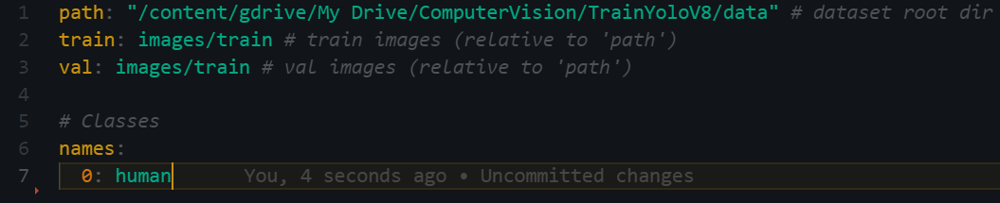 1 path: "/content/gdrive/My Drive/ComputerVision/TrainYoloV8/data" # dataset root dir
2 train: images/train # train images (relative to 'path')
3 val: images/train # val images (relative to 'path')
4
5 # Classes
6 names:
7 0: human You, 4 seconds ago • Uncommitted changes